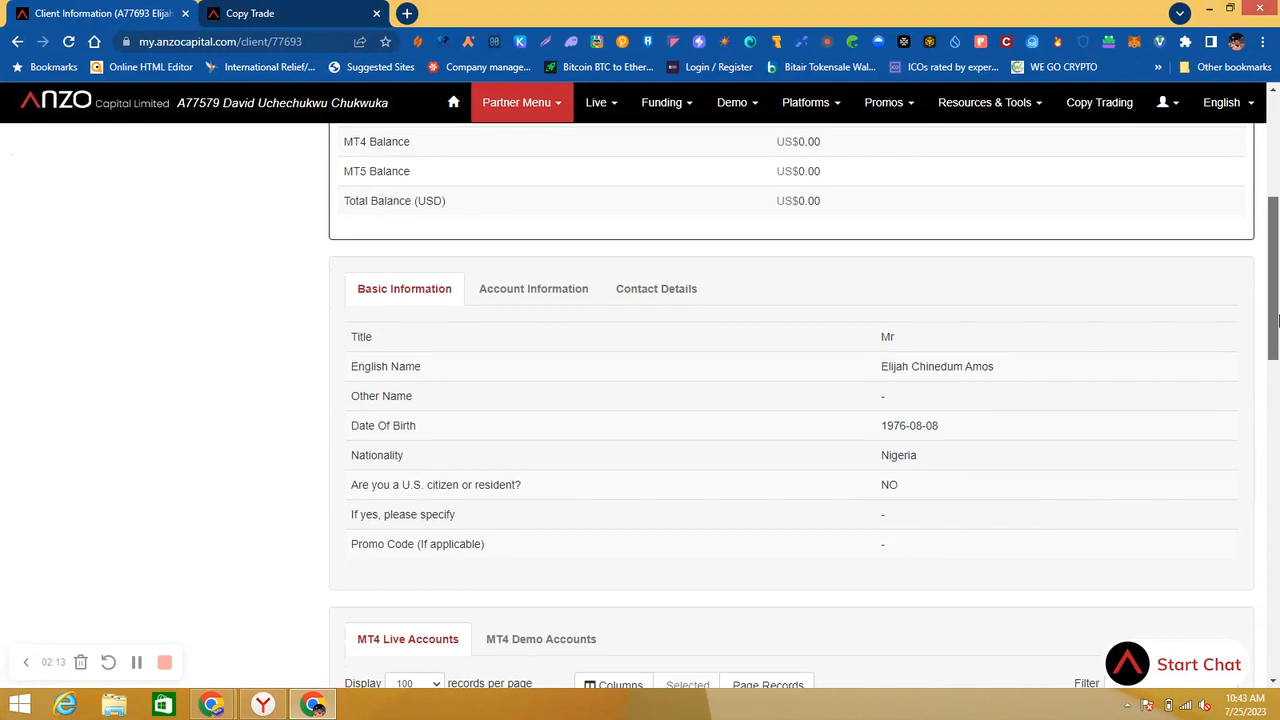 Client Information (A77693 Elijah
Copy Trade
my.anzocapital.com/client/77693
Bookmarks
Online HTML Editor
International Relief/...
Suggested Sites
Company manage...
Bitcoin BTC to Ether...
Login / Register
Bitair Tokensale Wal...
ICOs rated by exper...
WE GO CRYPTO
»
Other bookmarks
ANZO Capital Limited
A77579 David Uchechukwu Chukwuka
Partner Menu
Live
Funding
Demo
Platforms
Promos
Resources & Tools
Copy Trading
English
MT4 Balance US$0.00
MT5 Balance US$0.00
Total Balance (USD) US$0.00
Basic Information
Account Information
Contact Details
Title Mr
English Name Elijah Chinedum Amos
Other Name -
Date Of Birth 1976-08-08
Nationality Nigeria
Are you a U.S. citizen or resident? NO
If yes, please specify -
Promo Code (If applicable) -
MT4 Live Accounts
MT4 Demo Accounts
Display 100 records per page
Columns
Selected
Page Records
Filter
02:13
Start Chat
10:43 AM
7/25/2023